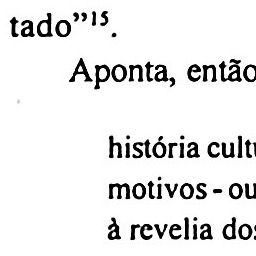 tado”¹⁵.
Aponta, então
história cult
motivos - ou
à revelia dos